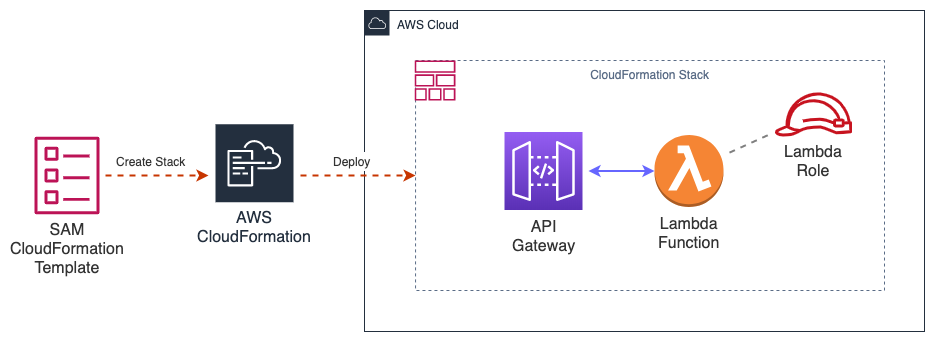 AWS Cloud
CloudFormation Stack
Create Stack
Deploy
SAM
CloudFormation
Template
AWS
CloudFormation
API
Gateway
Lambda
Function
Lambda
Role